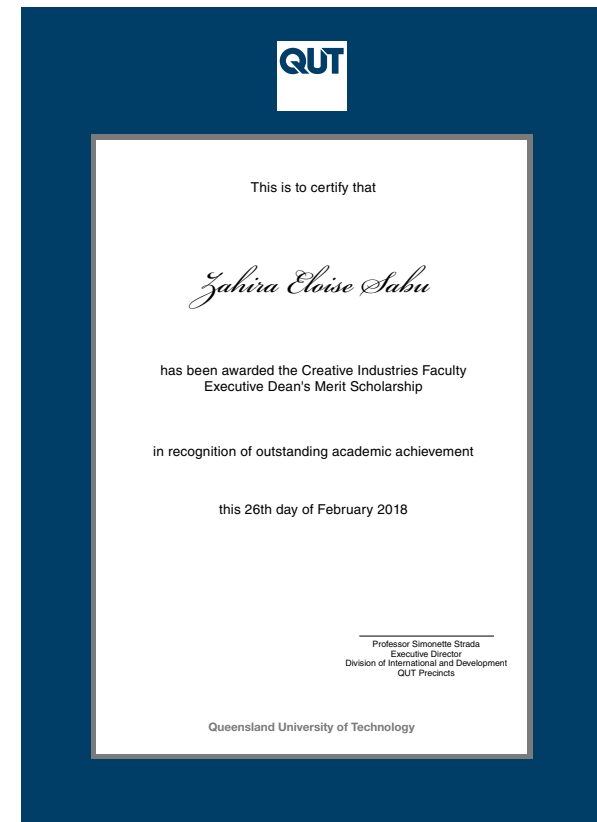 QUT
This is to certify that
Zahira Eloise Sabu
has been awarded the Creative Industries Faculty
Executive Dean's Merit Scholarship
in recognition of outstanding academic achievement
this 26th day of February 2018
Professor Simonette Strada
Executive Director
Division of International and Development
QUT Precincts
Queensland University of Technology